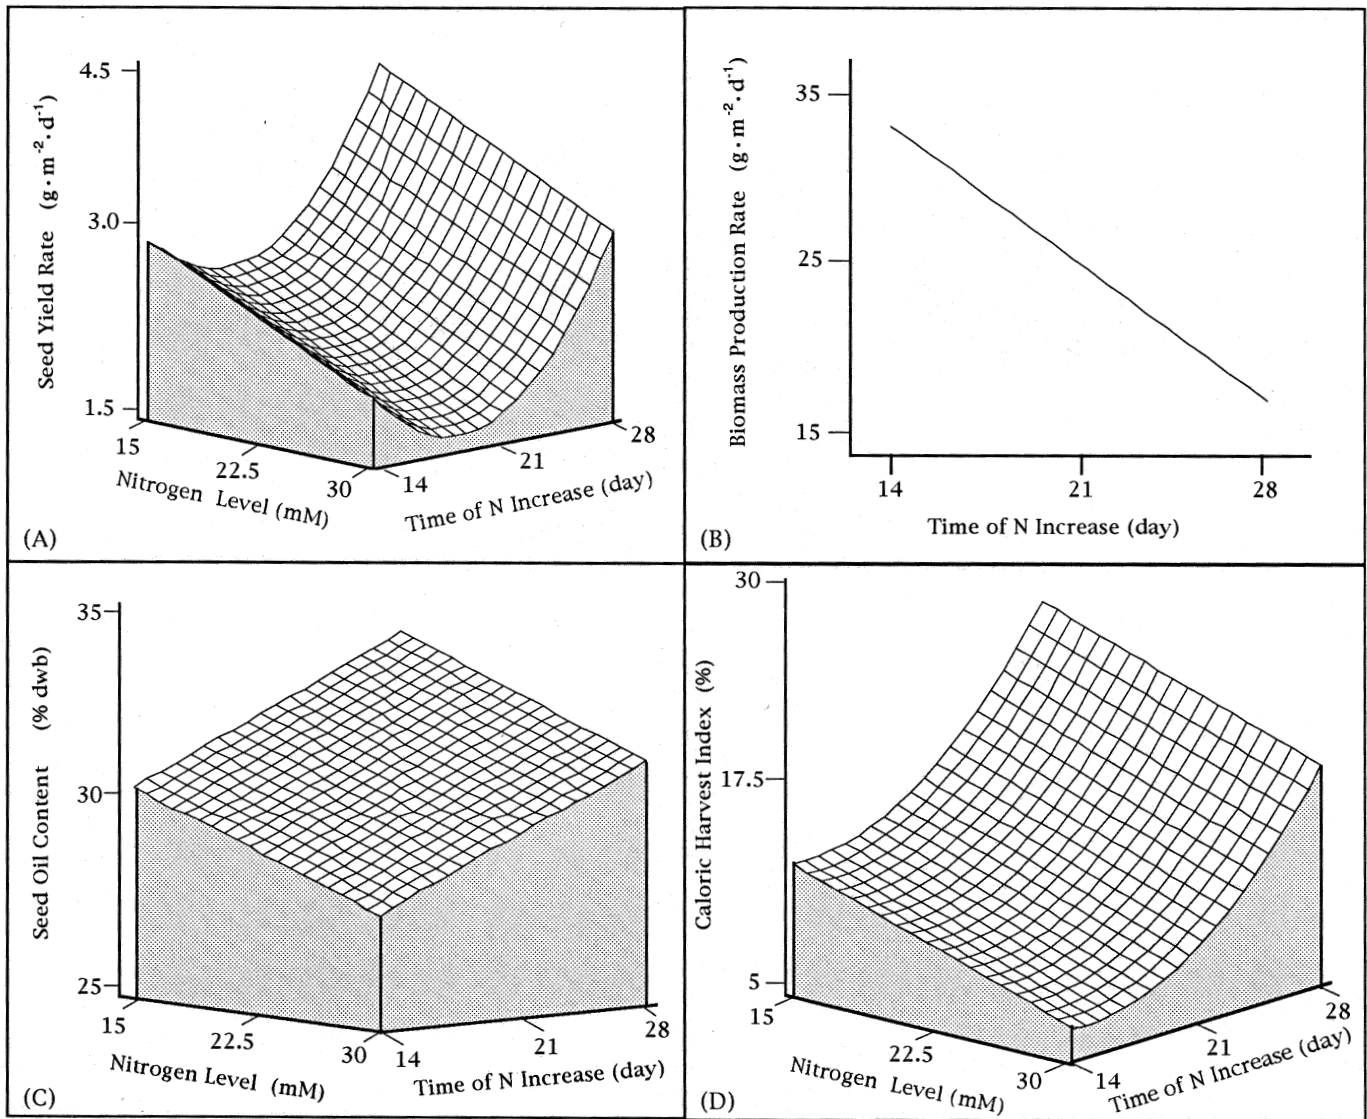 4.5
3.0
1.5
Seed Yield Rate (g·m⁻²·d⁻¹)
15
22.5
30
Nitrogen Level (mM)
14
21
28
Time of N Increase (day)
(A)
35
25
15
Biomass Production Rate (g·m⁻²·d⁻¹)
14
21
28
Time of N Increase (day)
(B)
35
30
25
Seed Oil Content (% dwb)
15
22.5
30
Nitrogen Level (mM)
14
21
28
Time of N Increase (day)
(C)
30
17.5
5
Caloric Harvest Index (%)
15
22.5
30
Nitrogen Level (mM)
14
21
28
Time of N Increase (day)
(D)